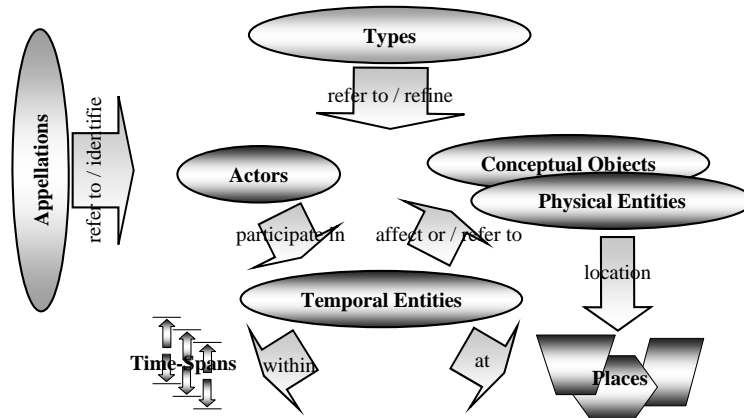 Types
refer to / refine
Appellations
refer to / identifie
Actors
Conceptual Objects
Physical Entities
participate in
affect or / refer to
location
Temporal Entities
Time-Spans
within
at
Places